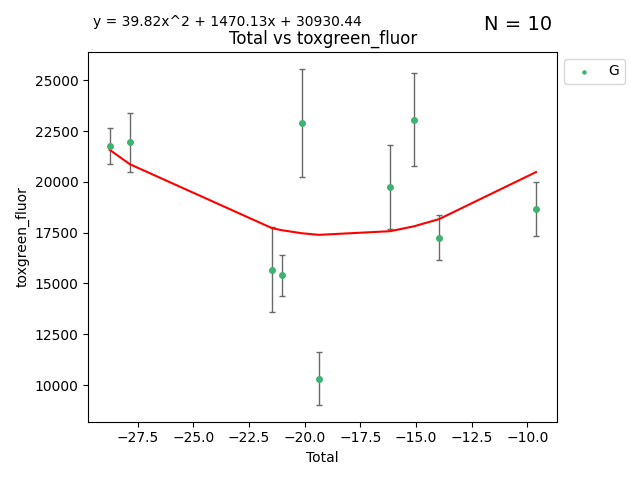 y = 39.82x^2 + 1470.13x + 30930.44
N = 10
Total vs toxgreen_fluor
G
toxgreen_fluor
25000
22500
20000
17500
15000
12500
10000
−27.5 −25.0 −22.5 −20.0 −17.5 −15.0 −12.5 −10.0
Total